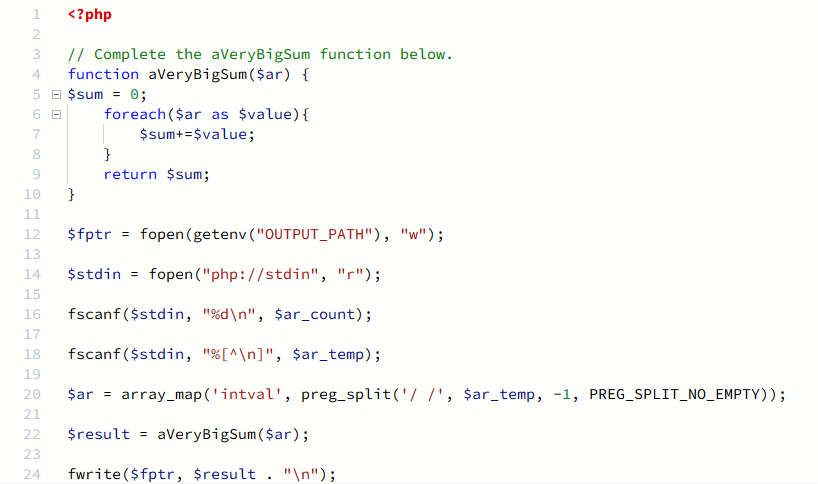 1 <?php
2
3 // Complete the aVeryBigSum function below.
4 function aVeryBigSum($ar) {
5 $sum = 0;
6     foreach($ar as $value){
7         $sum+=$value;
8     }
9     return $sum;
10 }
11
12 $fptr = fopen(getenv("OUTPUT_PATH"), "w");
13
14 $stdin = fopen("php://stdin", "r");
15
16 fscanf($stdin, "%d\n", $ar_count);
17
18 fscanf($stdin, "%[^\n]", $ar_temp);
19
20 $ar = array_map('intval', preg_split('/ /', $ar_temp, -1, PREG_SPLIT_NO_EMPTY));
21
22 $result = aVeryBigSum($ar);
23
24 fwrite($fptr, $result . "\n");